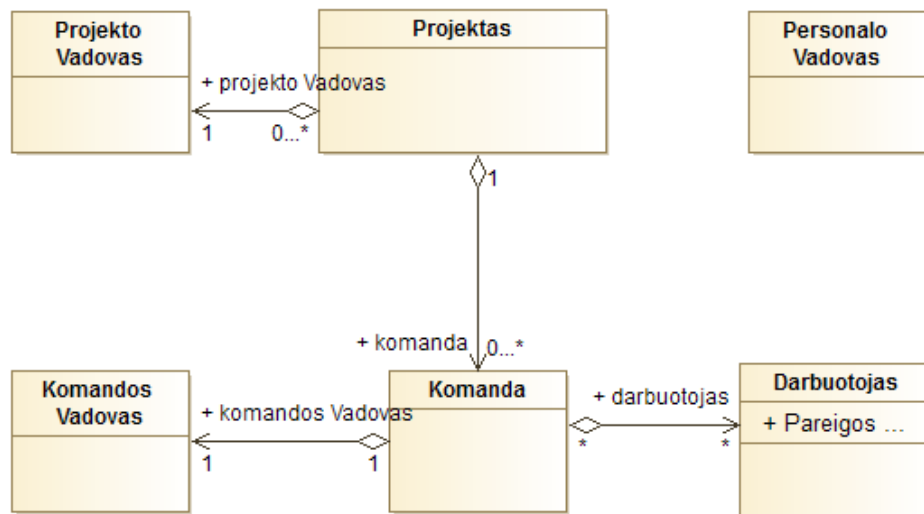 Projekto
Vadovas
Projektas
Personalo
Vadovas
+ projekto Vadovas
1
0...*
1
+ komanda
0...*
Komandos
Vadovas
Komanda
Darbuotojas
+ Pareigos ...
+ komandos Vadovas
1
1
+ darbuotojas
*
*